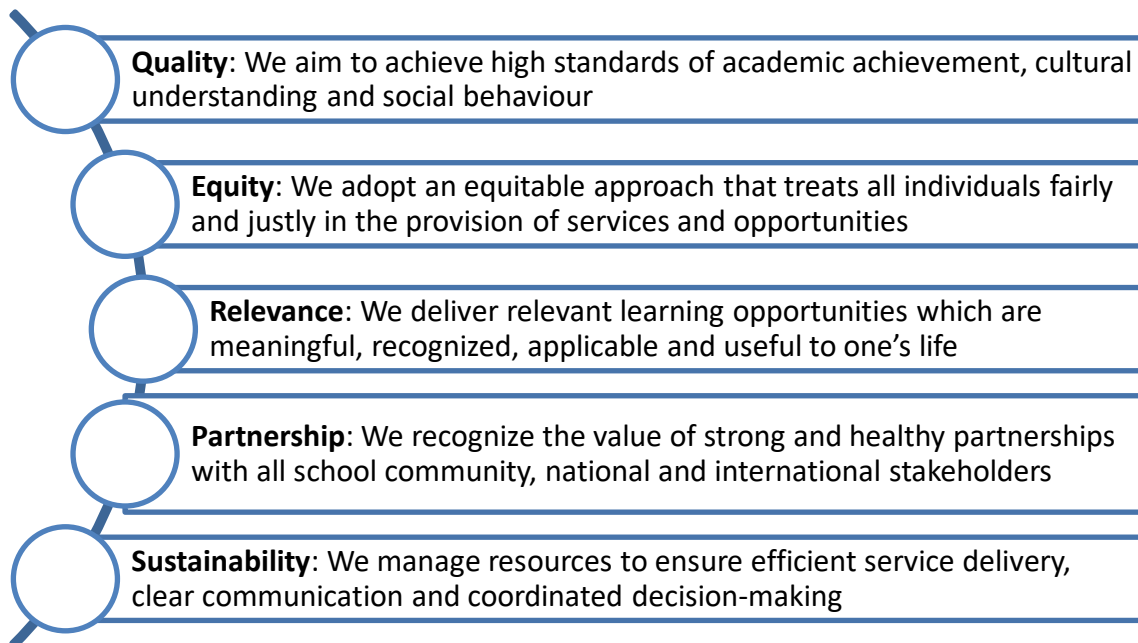 Quality: We aim to achieve high standards of academic achievement, cultural
understanding and social behaviour
Equity: We adopt an equitable approach that treats all individuals fairly
and justly in the provision of services and opportunities
Relevance: We deliver relevant learning opportunities which are
meaningful, recognized, applicable and useful to one’s life
Partnership: We recognize the value of strong and healthy partnerships
with all school community, national and international stakeholders
Sustainability: We manage resources to ensure efficient service delivery,
clear communication and coordinated decision-making